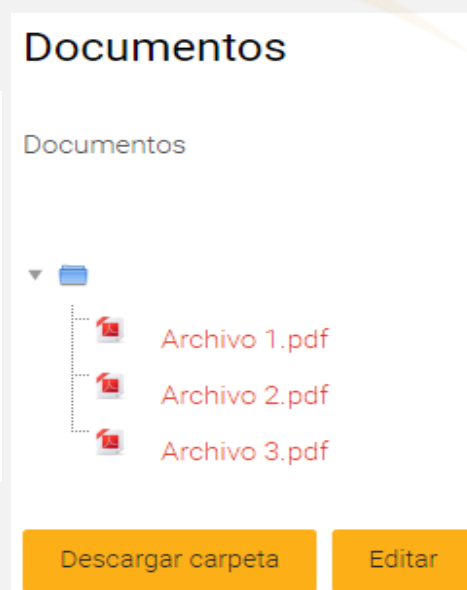 Documentos
Documentos
Archivo 1.pdf
Archivo 2.pdf
Archivo 3.pdf
Descargar carpeta Editar